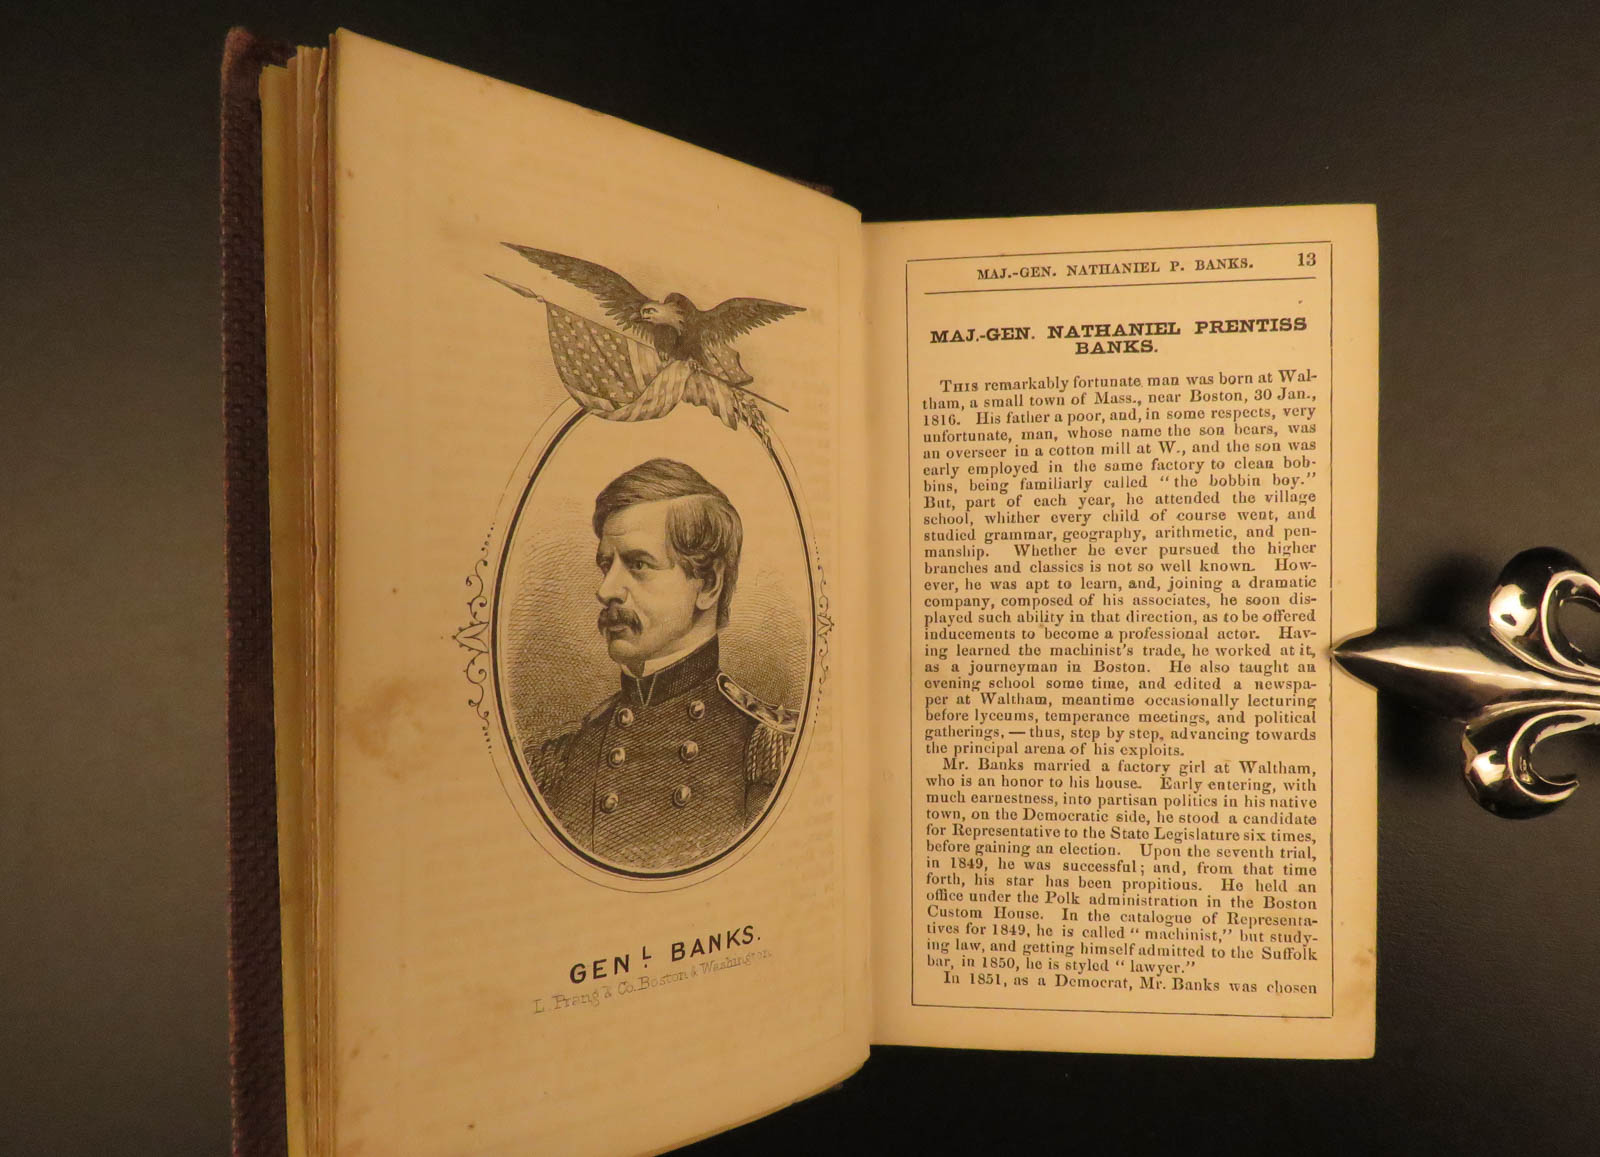 GEN L. BANKS.
L. Prang & Co. Boston & Washington.
MAJ.-GEN. NATHANIEL P. BANKS. 13
MAJ.-GEN. NATHANIEL PRENTISS
BANKS.
THIS remarkably fortunate man was born at Wal-
tham, a small town of Mass., near Boston, 30 Jan.,
1816. His father a poor, and, in some respects, very
unfortunate, man, whose name the son bears, was
an overseer in a cotton mill at W., and the son was
early employed in the same factory to clean bob-
bins, being familiarly called "the bobbin boy."
But, part of each year, he attended the village
school, whither every child of course went, and
studied grammar, geography, arithmetic, and pen-
manship. Whether he ever pursued the higher
branches and classics is not so well known. How-
ever, he was apt to learn, and, joining a dramatic
company, composed of his associates, he soon dis-
played such ability in that direction, as to be offered
inducements to become a professional actor. Hav-
ing learned the machinist's trade, he worked at it,
as a journeyman in Boston. He also taught an
evening school some time, and edited a newspa-
per at Waltham, meantime occasionally lecturing
before lyceums, temperance meetings, and political
gatherings, — thus, step by step, advancing towards
the principal arena of his exploits.
Mr. Banks married a factory girl at Waltham,
who is an honor to his house. Early entering, with
much earnestness, into partisan politics in his native
town, on the Democratic side, he stood a candidate
for Representative to the State Legislature six times,
before gaining an election. Upon the seventh trial,
in 1849, he was successful; and, from that time
forth, his star has been propitious. He held an
office under the Polk administration in the Boston
Custom House. In the catalogue of Representa-
tives for 1849, he is called "machinist," but study-
ing law, and getting himself admitted to the Suffolk
bar, in 1850, he is styled "lawyer."
In 1851, as a Democrat, Mr. Banks was chosen